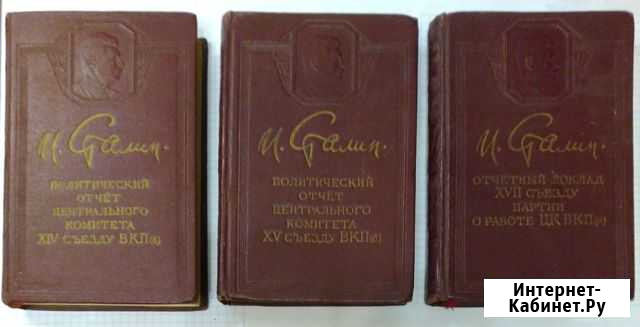 И. Сталин.
ПОЛИТИЧЕСКИЙ
ОТЧЁТ
ЦЕНТРАЛЬНОГО
КОМИТЕТА
XIV СЪЕЗДУ ВКП(б)
И. Сталин.
ПОЛИТИЧЕСКИЙ
ОТЧЁТ
ЦЕНТРАЛЬНОГО
КОМИТЕТА
XV СЪЕЗДУ ВКП(б)
И. Сталин.
ОТЧЕТНЫЙ ДОКЛАД
XVII СЪЕЗДУ
ПАРТИИ
О РАБОТЕ ЦК ВКП(б)
Интернет-
Кабинет.Ру